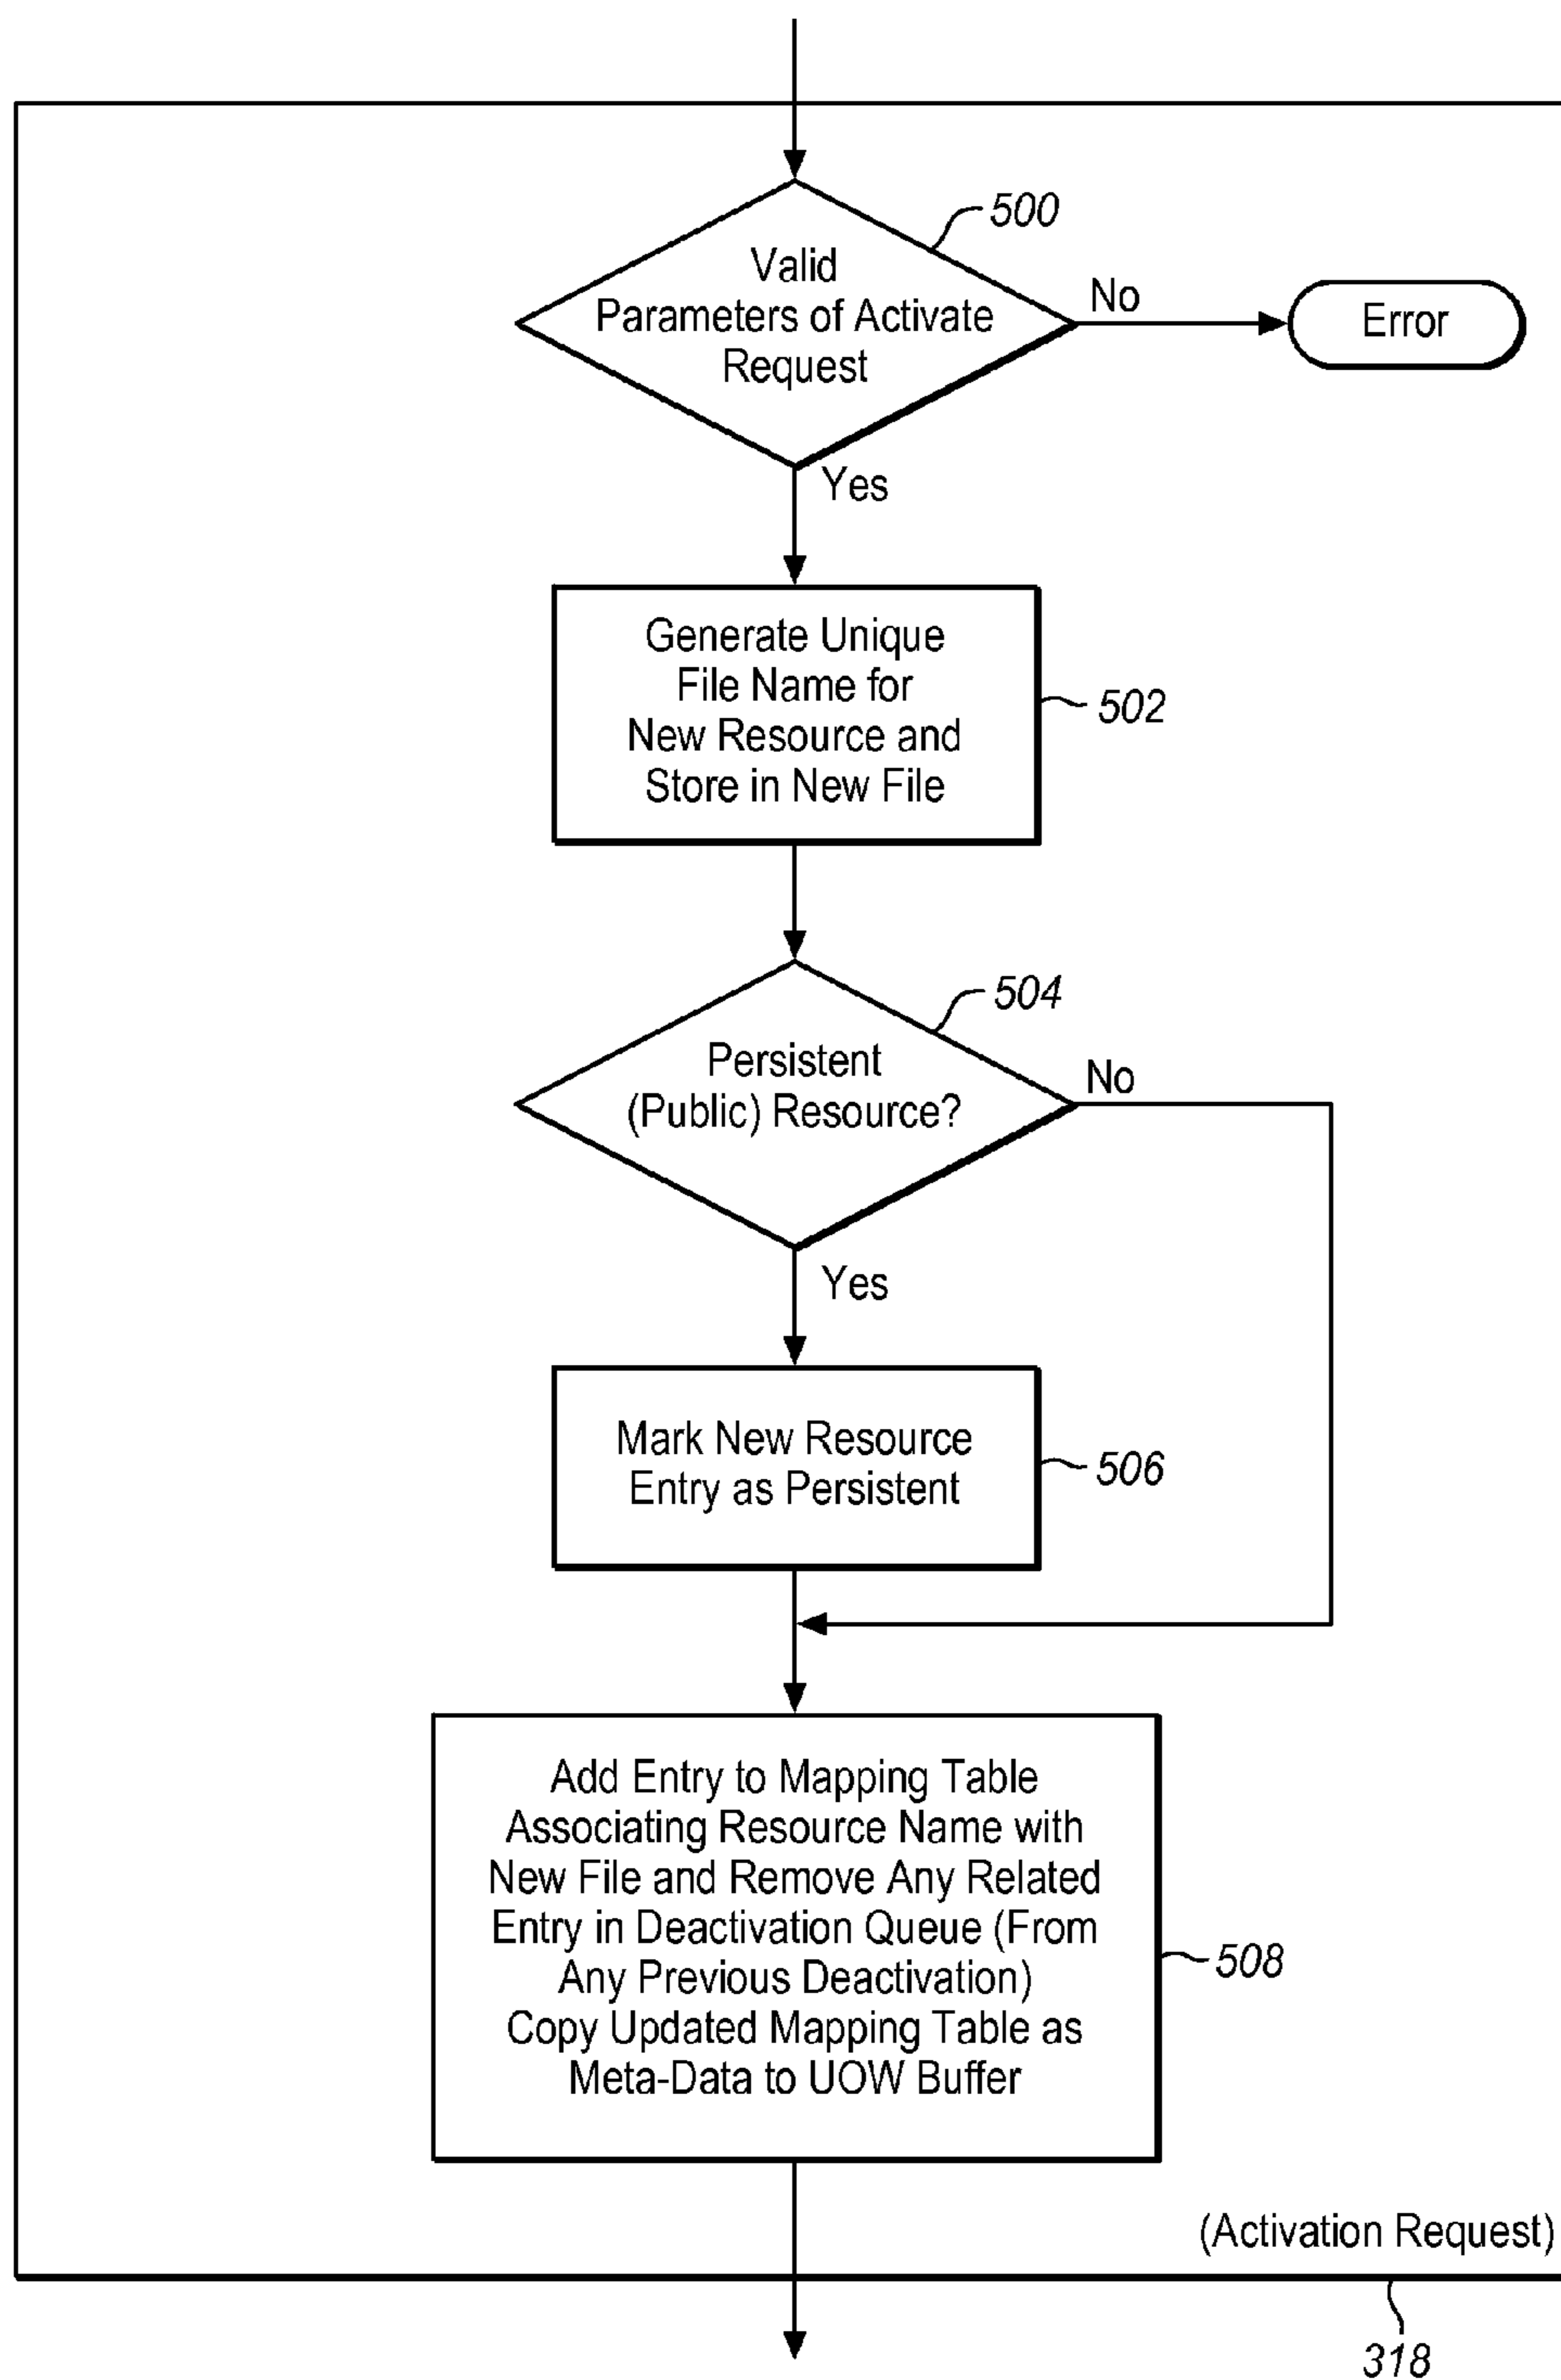 500
Valid
Parameters of Activate
Request
No
Error
Yes
Generate Unique
File Name for
New Resource and
Store in New File
502
504
Persistent
(Public) Resource?
No
Yes
Mark New Resource
Entry as Persistent
506
Add Entry to Mapping Table
Associating Resource Name with
New File and Remove Any Related
Entry in Deactivation Queue (From
Any Previous Deactivation)
Copy Updated Mapping Table as
Meta-Data to UOW Buffer
508
(Activation Request)
318